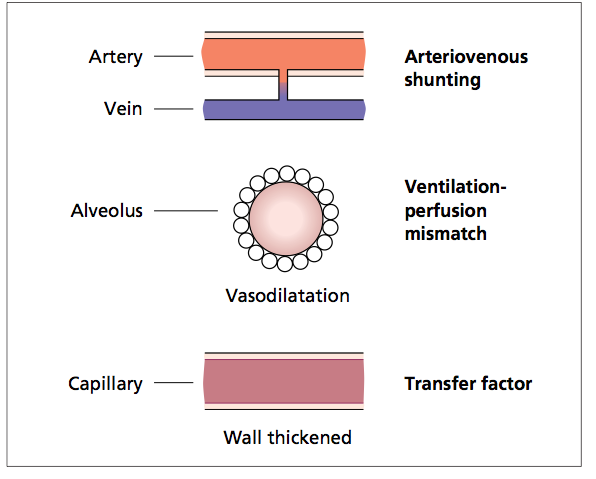 Artery
Arteriovenous
shunting
Vein
Alveolus
Ventilation-
perfusion
mismatch
Vasodilatation
Capillary
Transfer factor
Wall thickened